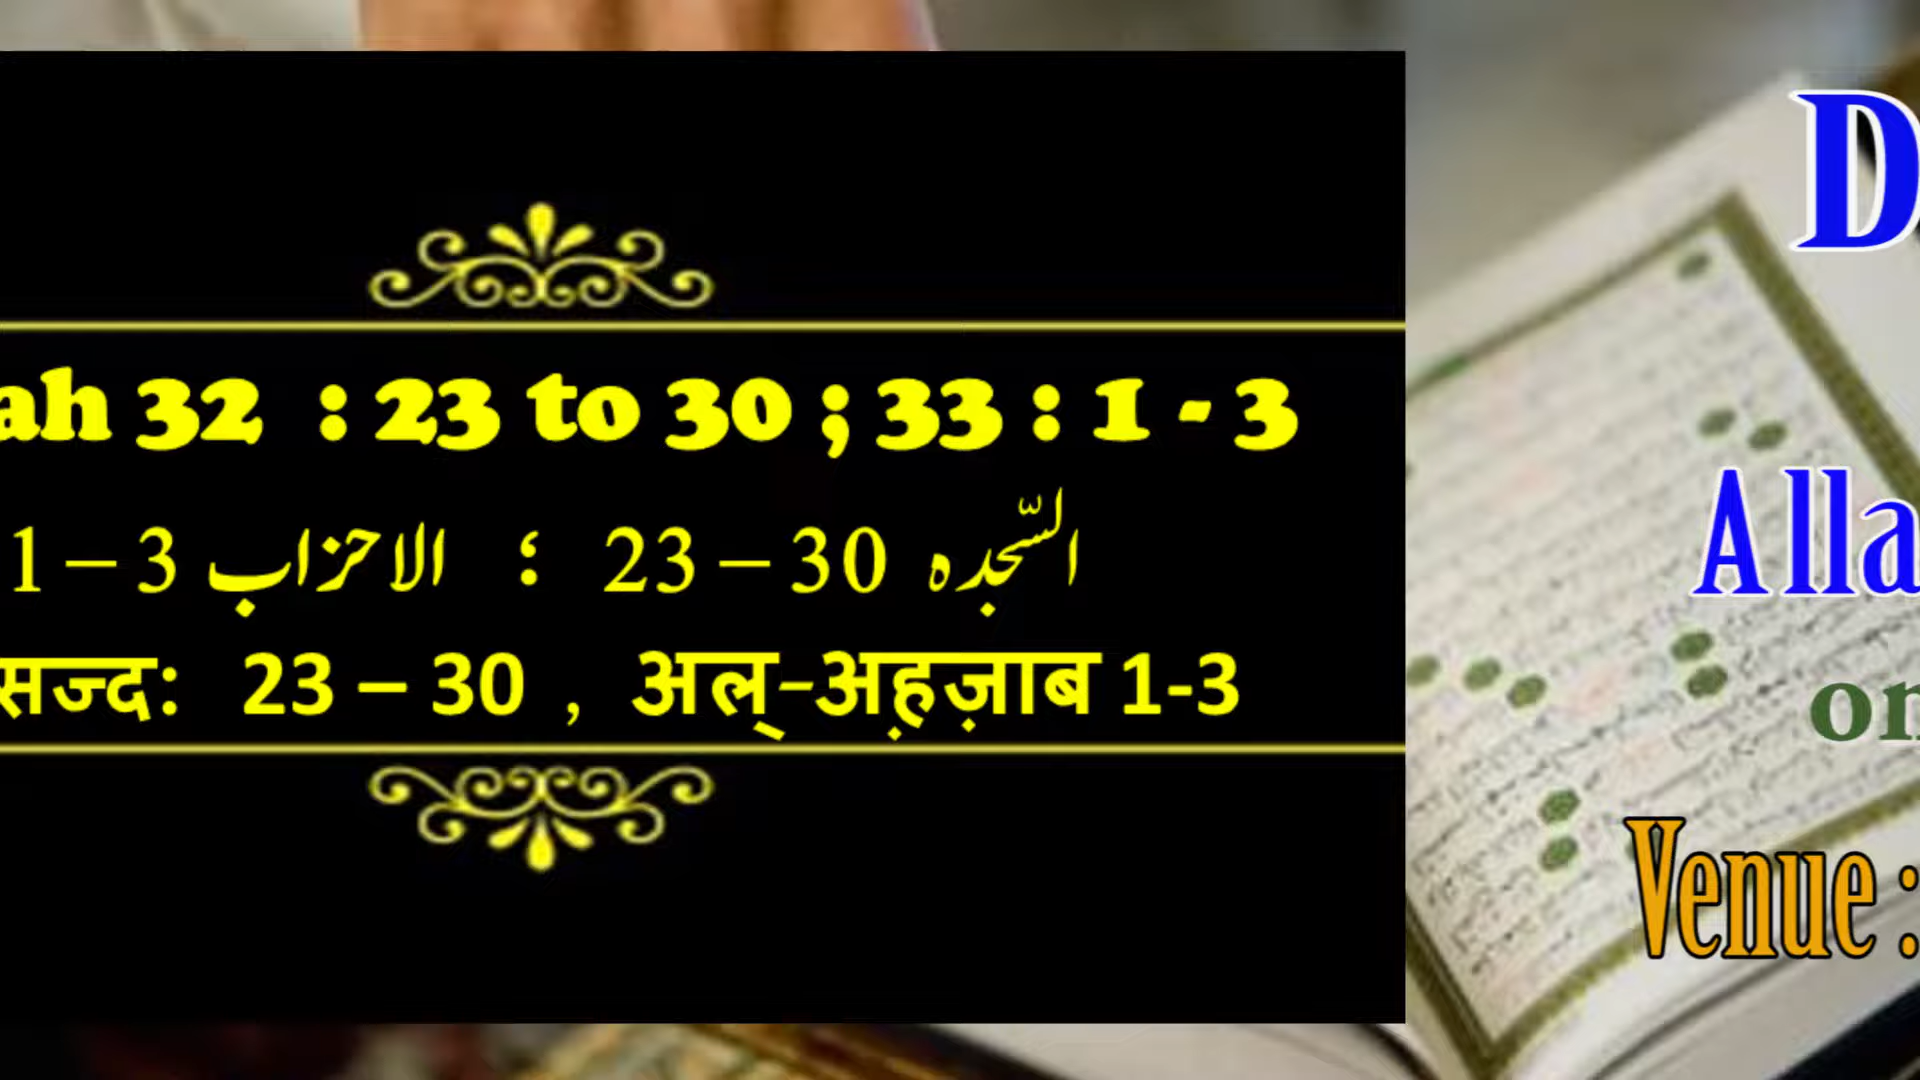 ah 32 : 23 to 30 ; 33 : 1 - 3
السّجدہ 30 – 23 ؛ الاحزاب 3 – 1
सज्द: 23 – 30 , अल्-अह़ज़ाब 1-3
D
Alla
on
Venue :